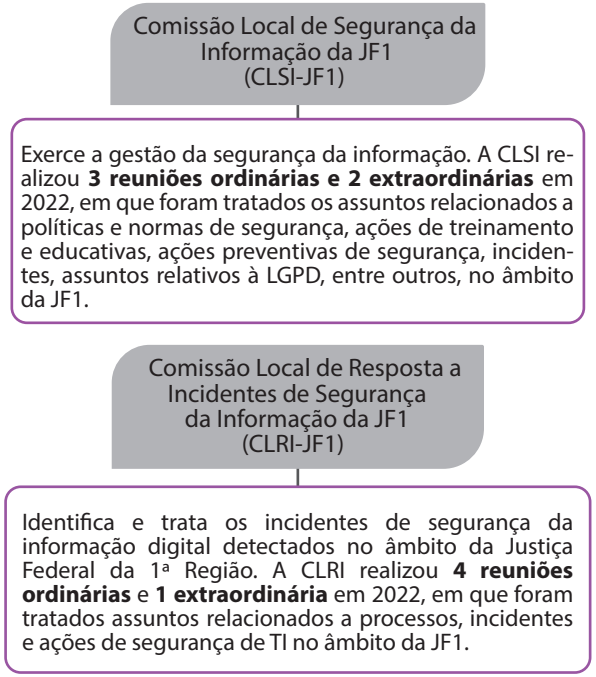 Comissão Local de Segurança da
Informação da JF1
(CLSI-JF1)
Exerce a gestão da segurança da informação. A CLSI re-
alizou 3 reuniões ordinárias e 2 extraordinárias em
2022, em que foram tratados os assuntos relacionados a
políticas e normas de segurança, ações de treinamento
e educativas, ações preventivas de segurança, inciden-
tes, assuntos relativos à LGPD, entre outros, no âmbito
da JF1.
Comissão Local de Resposta a
Incidentes de Segurança
da Informação da JF1
(CLRI-JF1)
Identifica e trata os incidentes de segurança da
informação digital detectados no âmbito da Justiça
Federal da 1ª Região. A CLRI realizou 4 reuniões
ordinárias e 1 extraordinária em 2022, em que foram
tratados assuntos relacionados a processos, incidentes
e ações de segurança de TI no âmbito da JF1.